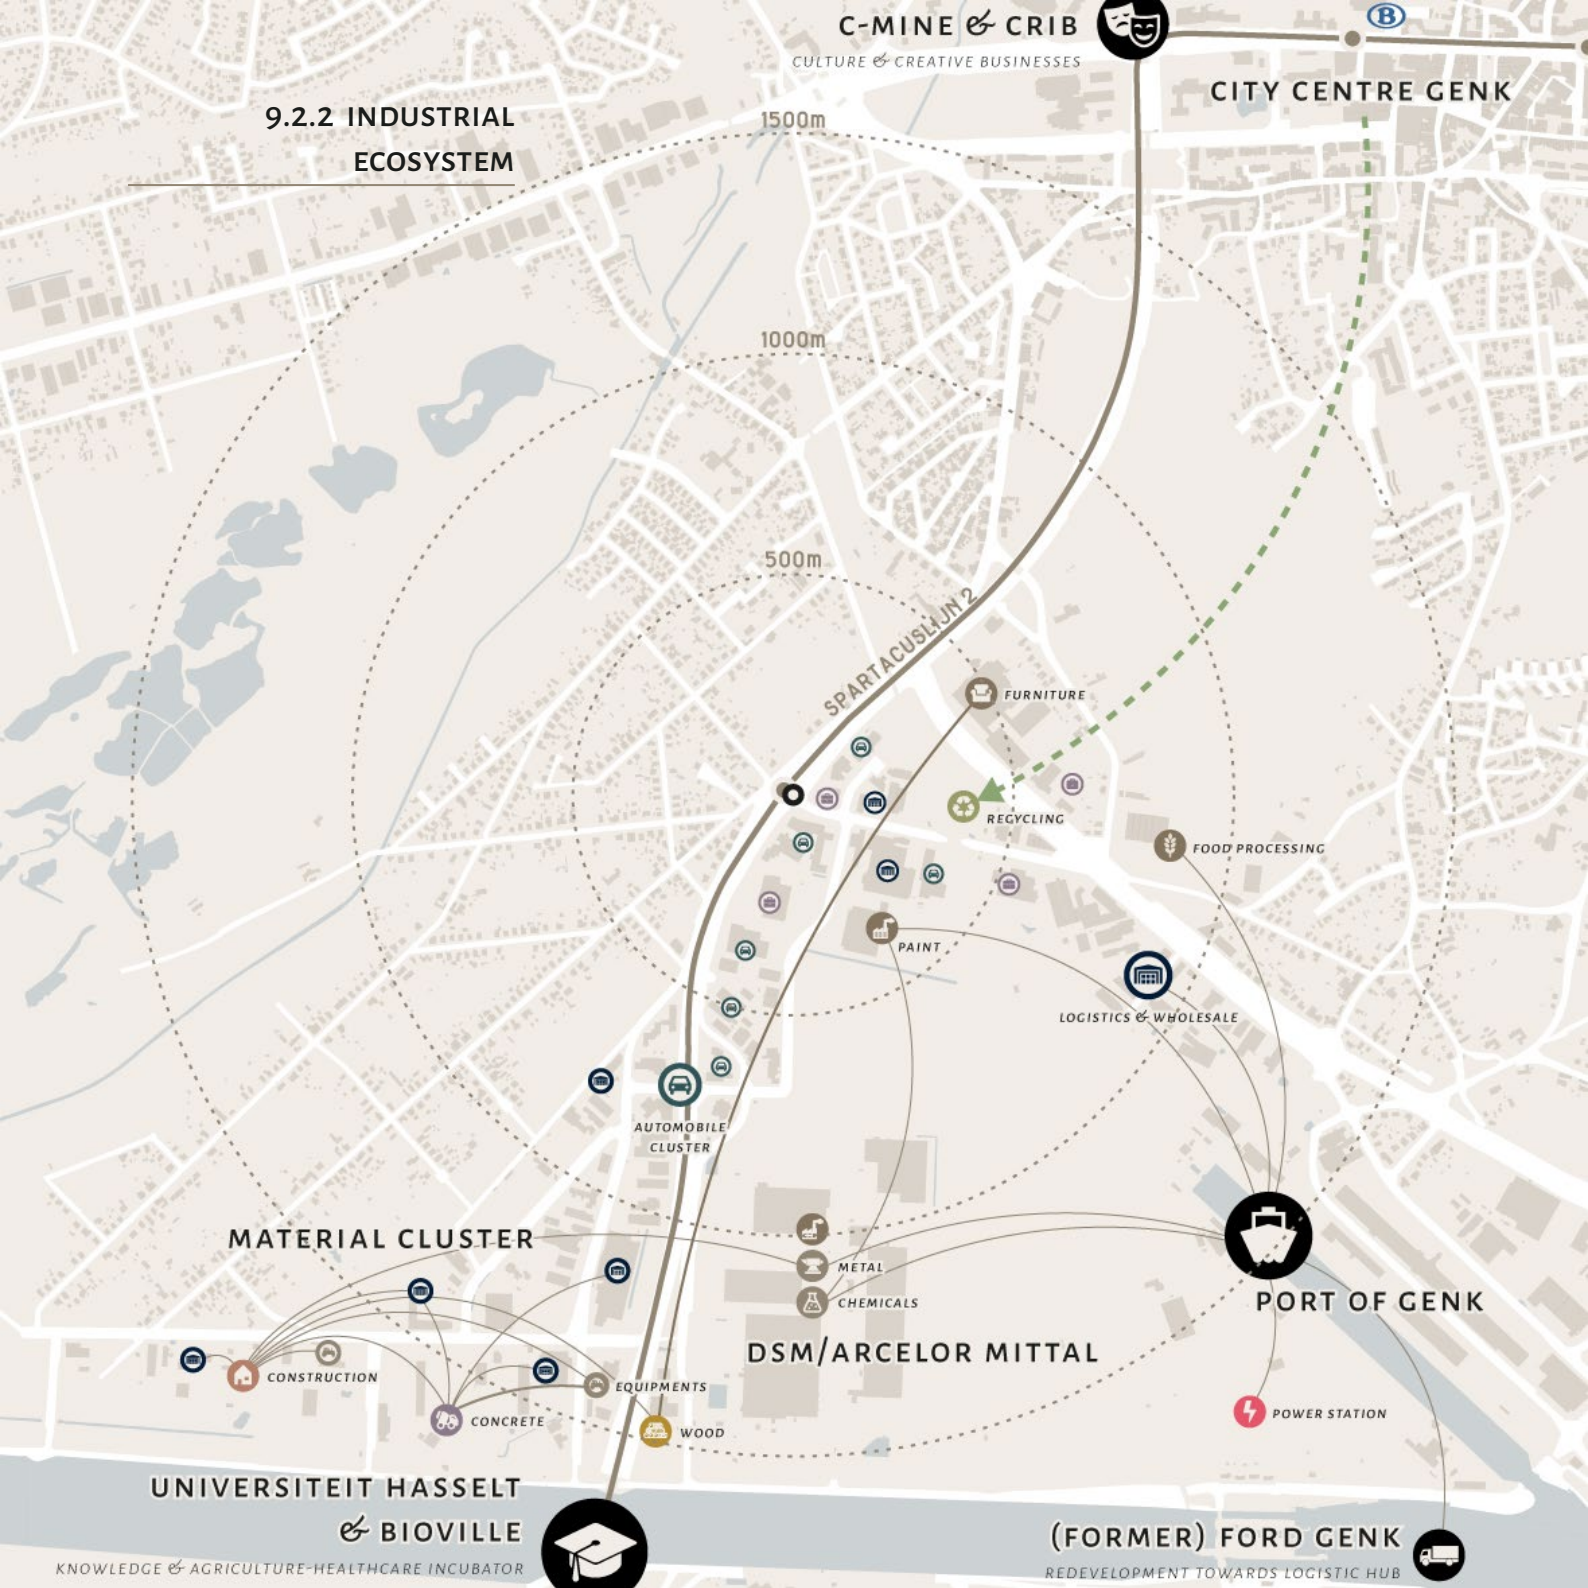 C-MINE & CRIB
CULTURE & CREATIVE BUSINESSES
B
CITY CENTRE GENK
9.2.2 INDUSTRIAL
ECOSYSTEM
1500m
1000m
500m
SPARTACUSLIJN 2
FURNITURE
REGYCLING
FOOD PROCESSING
PAINT
LOGISTICS & WHOLESALE
AUTOMOBILE
CLUSTER
MATERIAL CLUSTER
METAL
CHEMICALS
PORT OF GENK
DSM/ARCELOR MITTAL
CONSTRUCTION
EQUIPMENTS
CONCRETE
WOOD
POWER STATION
UNIVERSITEIT HASSELT
& BIOVILLE
KNOWLEDGE & AGRICULTURE-HEALTHCARE INCUBATOR
(FORMER) FORD GENK
REDEVELOPMENT TOWARDS LOGISTIC HUB